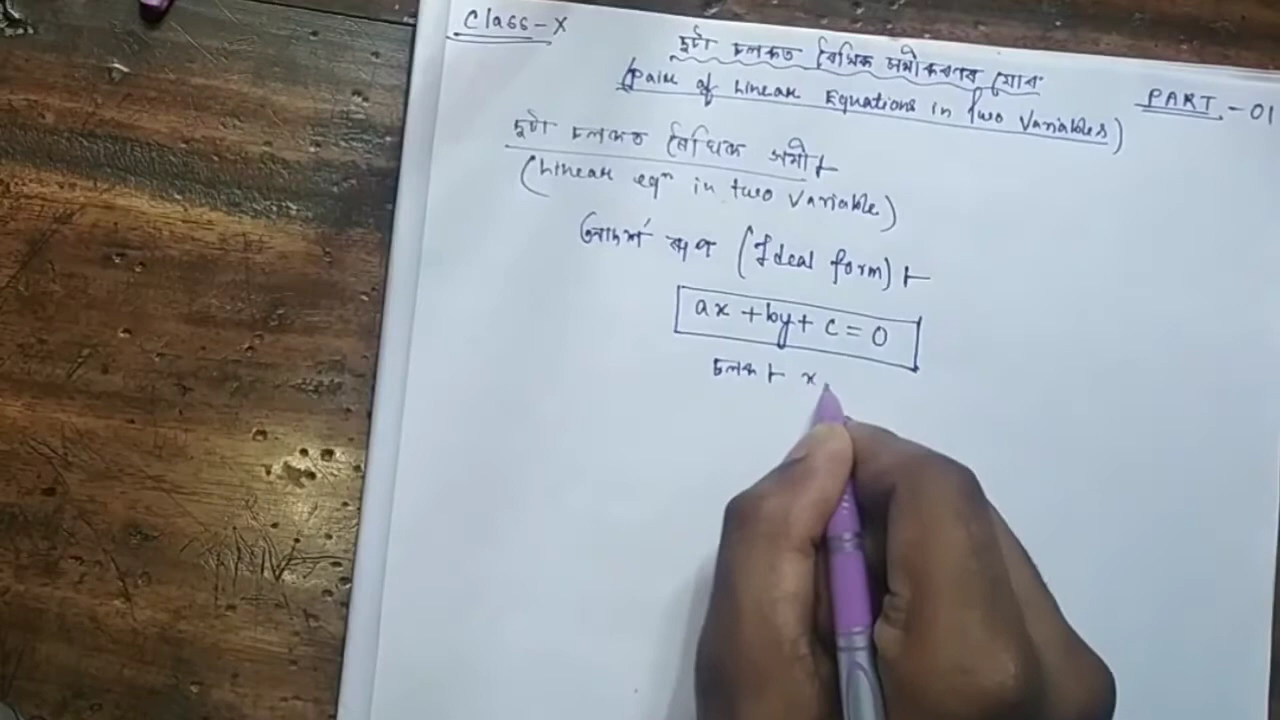 Class-X
দুটা চলকত ৰৈখিক সমীকৰণৰ যোৰ
(Pair of Linear Equations in Two Variables)
PART-01
দুটা চলকত ৰৈখিক সমীঃ
(Linear eqⁿ in two variable)
আদৰ্শ ৰূপ (Ideal form)ঃ
ax + by + c = 0
চলকঃ x